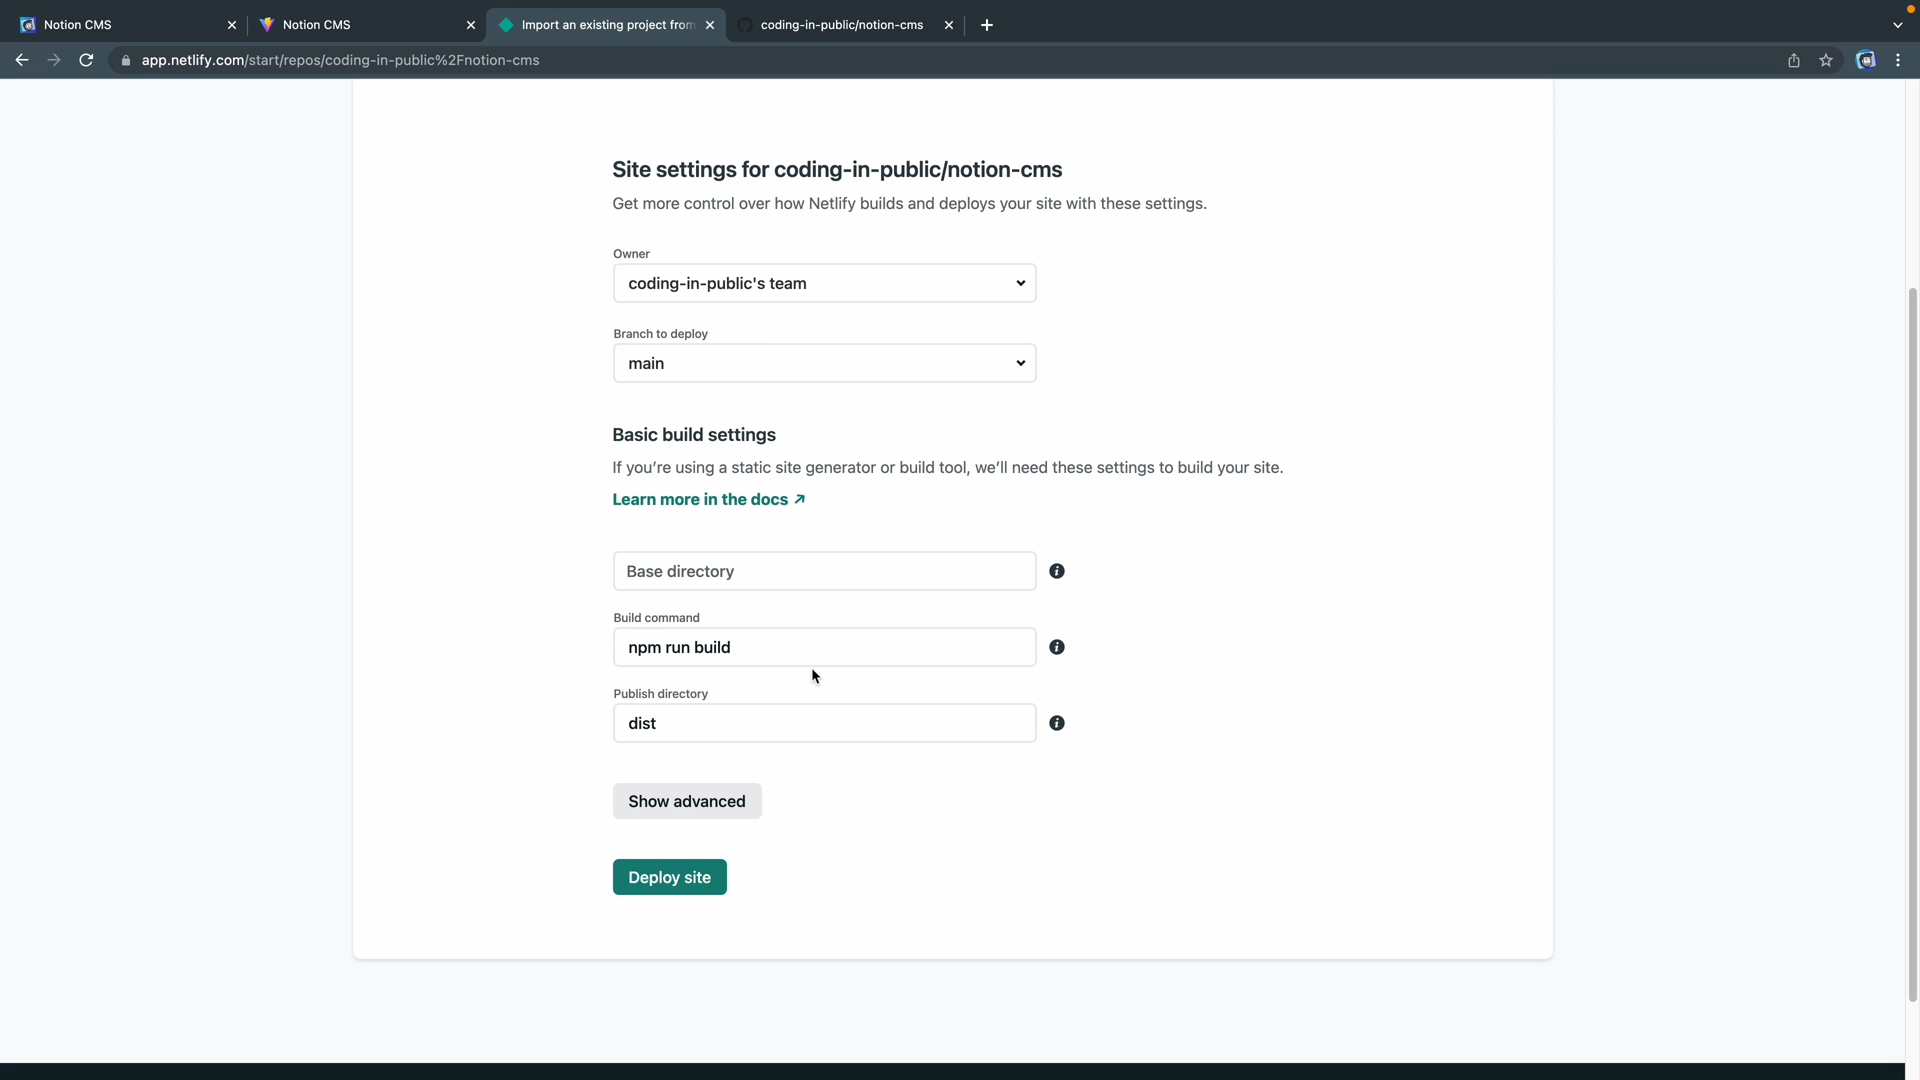 Notion CMS
Notion CMS
Import an existing project from
coding-in-public/notion-cms
app.netlify.com/start/repos/coding-in-public%2Fnotion-cms
Site settings for coding-in-public/notion-cms
Get more control over how Netlify builds and deploys your site with these settings.
Owner
coding-in-public's team
Branch to deploy
main
Basic build settings
If you're using a static site generator or build tool, we'll need these settings to build your site.
Learn more in the docs ↗
Base directory
Build command
npm run build
Publish directory
dist
Show advanced
Deploy site